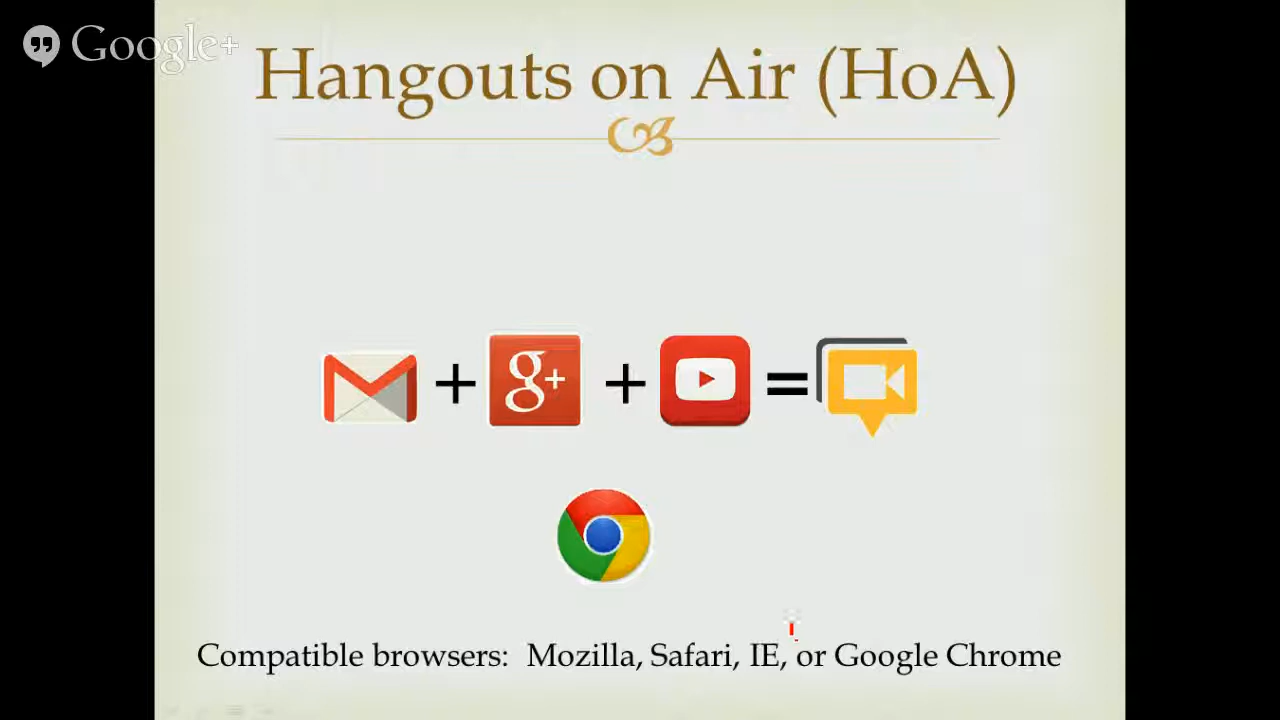 Google+
Hangouts on Air (HoA)
+ g+ + =
Compatible browsers: Mozilla, Safari, IE, or Google Chrome